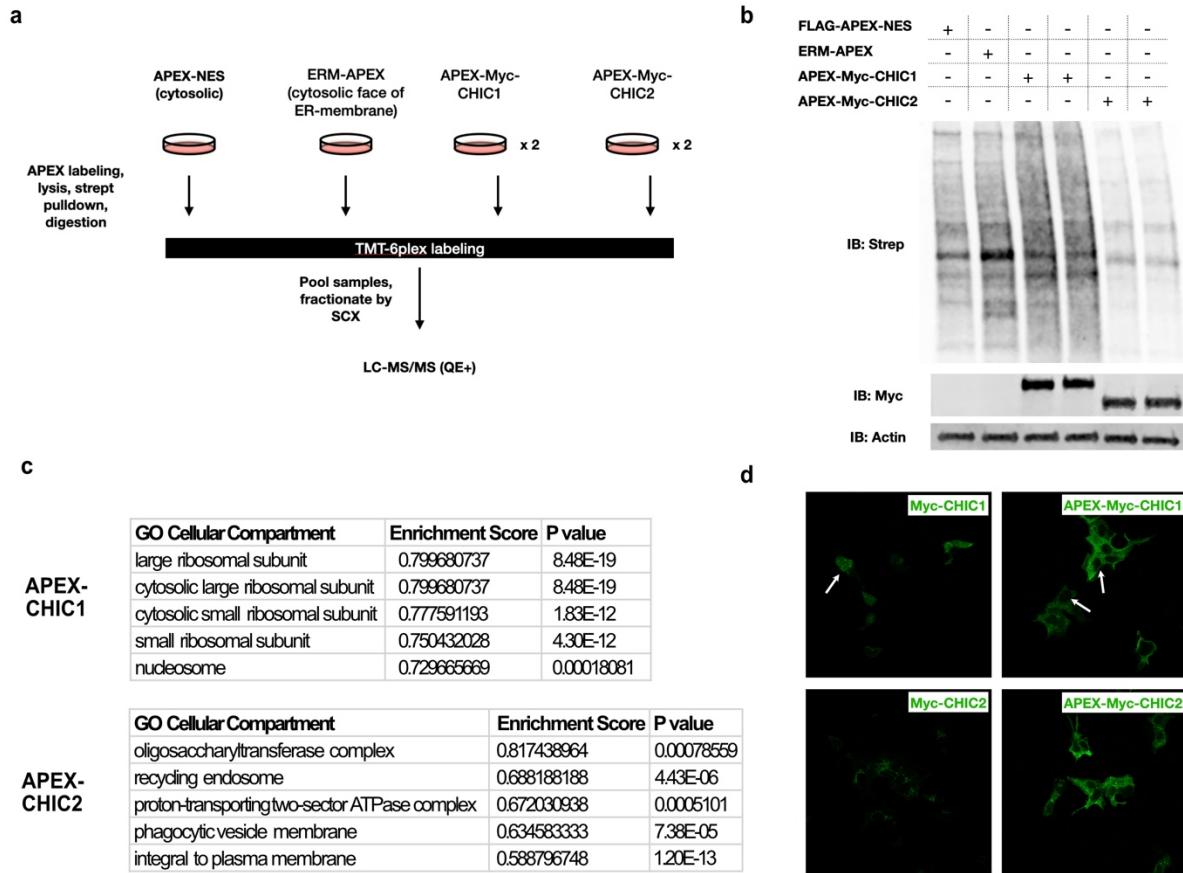 a
APEX-NES
(cytosolic)
ERM-APEX
(cytosolic face of
ER-membrane)
APEX-Myc-
CHIC1
APEX-Myc-
CHIC2
x 2
x 2
APEX labeling,
lysis, strept
pulldown,
digestion
TMT-6plex labeling
Pool samples,
fractionate by
SCX
LC-MS/MS (QE+)
b
FLAG-APEX-NES + - - - - -
ERM-APEX - + - - - -
APEX-Myc-CHIC1 - - + + - -
APEX-Myc-CHIC2 - - - - + +
IB: Strep
IB: Myc
IB: Actin
c
APEX-
CHIC1
GO Cellular Compartment Enrichment Score P value
large ribosomal subunit 0.799680737 8.48E-19
cytosolic large ribosomal subunit 0.799680737 8.48E-19
cytosolic small ribosomal subunit 0.777591193 1.83E-12
small ribosomal subunit 0.750432028 4.30E-12
nucleosome 0.729665669 0.00018081
APEX-
CHIC2
GO Cellular Compartment Enrichment Score P value
oligosaccharyltransferase complex 0.817438964 0.00078559
recycling endosome 0.688188188 4.43E-06
proton-transporting two-sector ATPase complex 0.672030938 0.0005101
phagocytic vesicle membrane 0.634583333 7.38E-05
integral to plasma membrane 0.588796748 1.20E-13
d
Myc-CHIC1
APEX-Myc-CHIC1
Myc-CHIC2
APEX-Myc-CHIC2